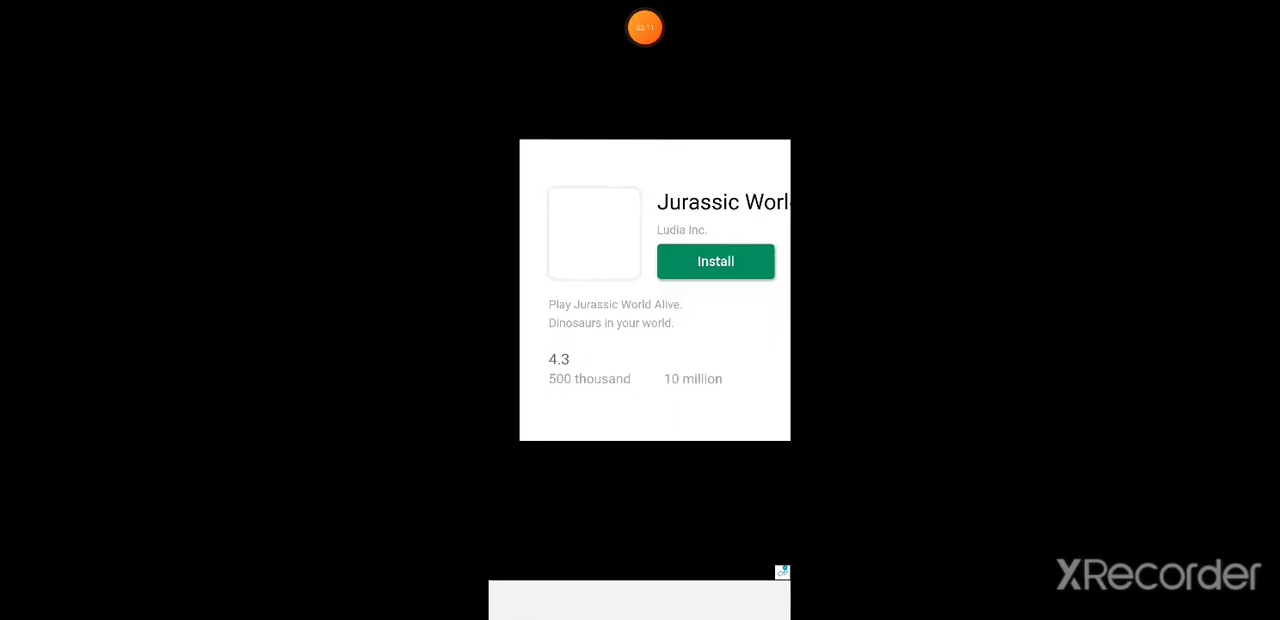 Jurassic Worl
Ludia Inc.
Install
Play Jurassic World Alive.
Dinosaurs in your world.
4.3
500 thousand 10 million
XRecorder